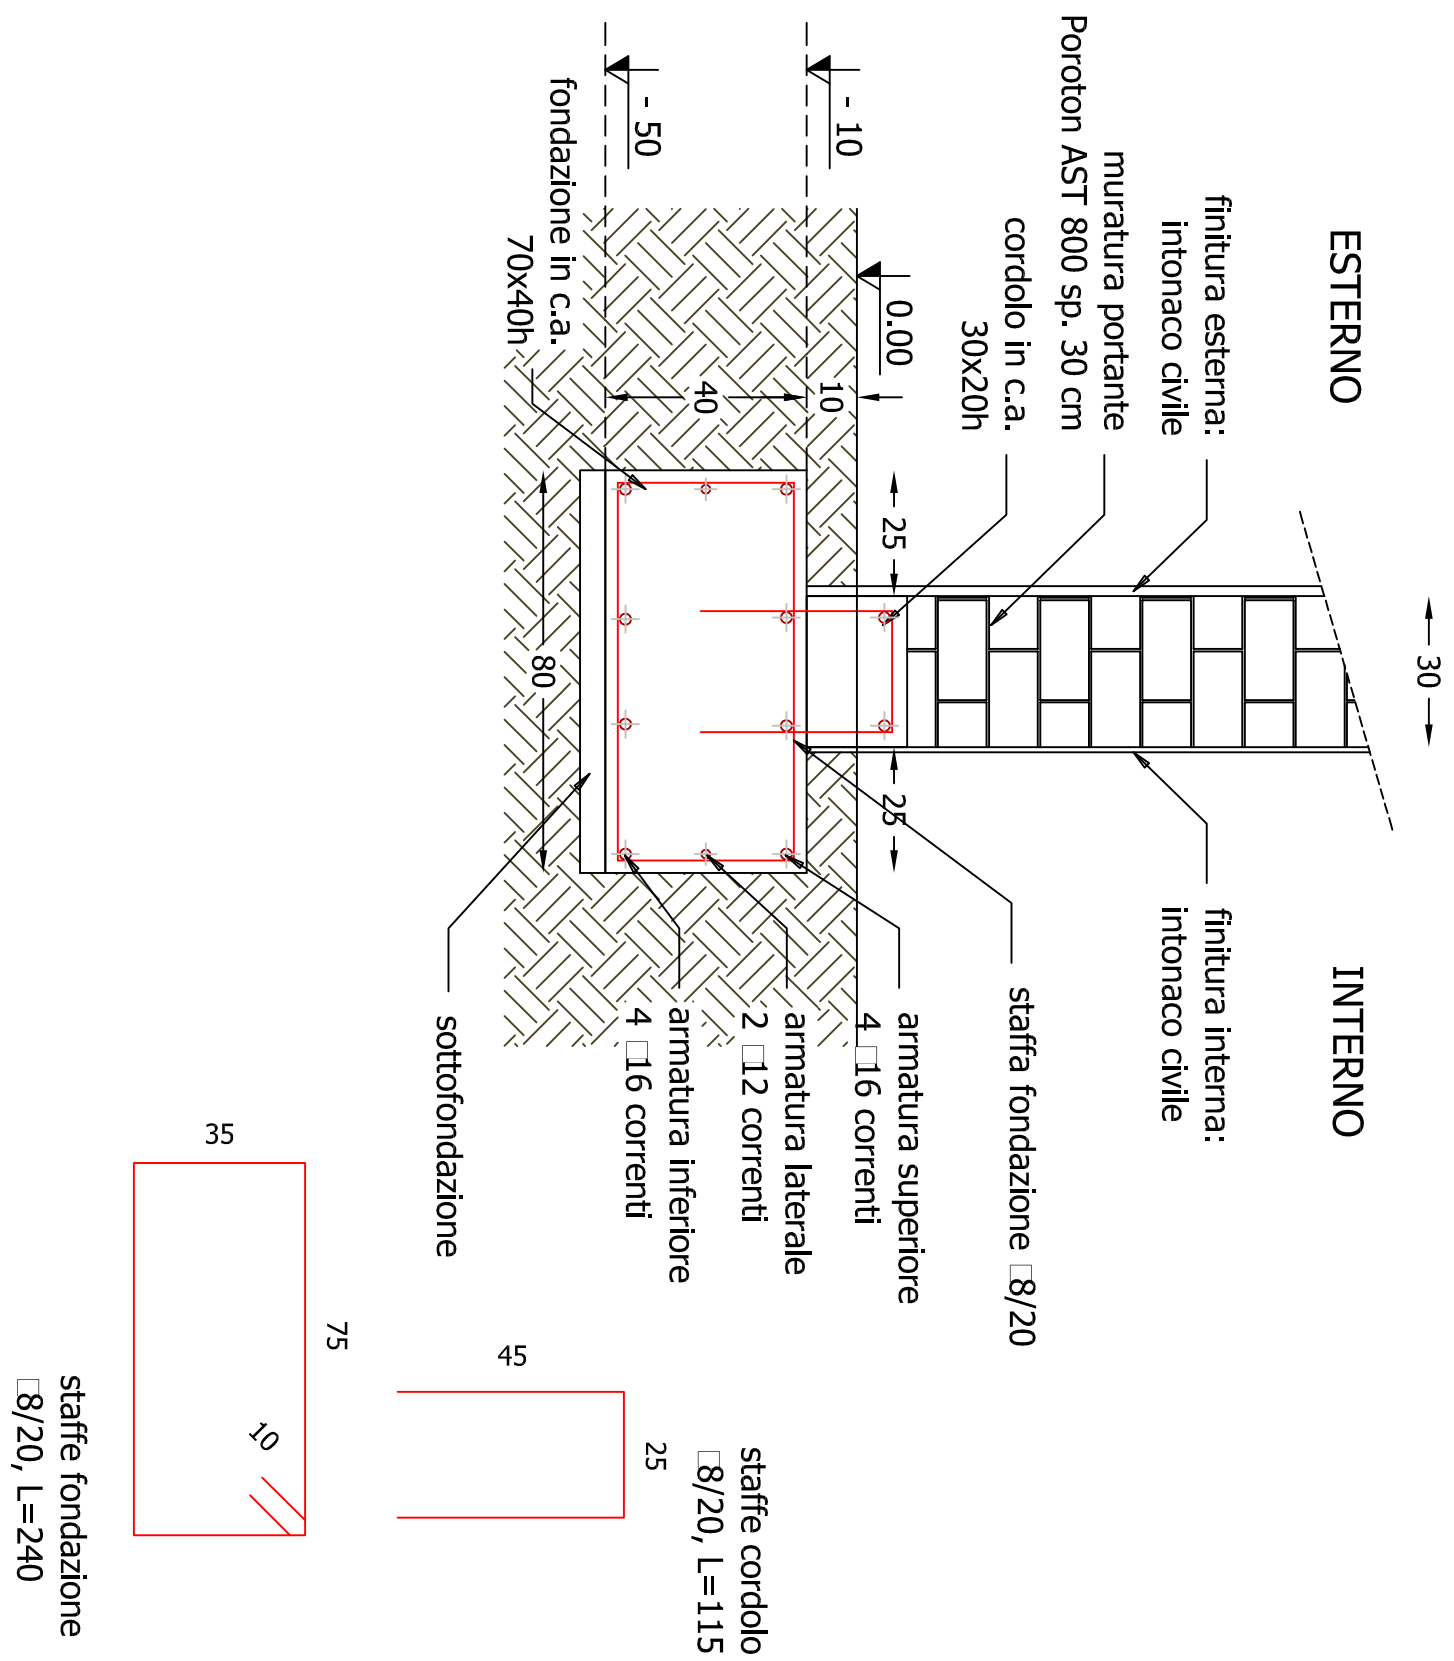 ESTERNO
INTERNO
30
finitura esterna:
intonaco civile
finitura interna:
intonaco civile
muratura portante
Poroton AST 800 sp. 30 cm
cordolo in c.a.
30x20h
staffa fondazione □8/20
0.00
25
25
armatura superiore
4 □16 correnti
- 10
10
armatura laterale
2 □12 correnti
40
armatura inferiore
4 □16 correnti
- 50
fondazione in c.a.
70x40h
80
sottofondazione
staffe cordolo
□8/20, L=115
25
45
75
35
10
staffe fondazione
□8/20, L=240